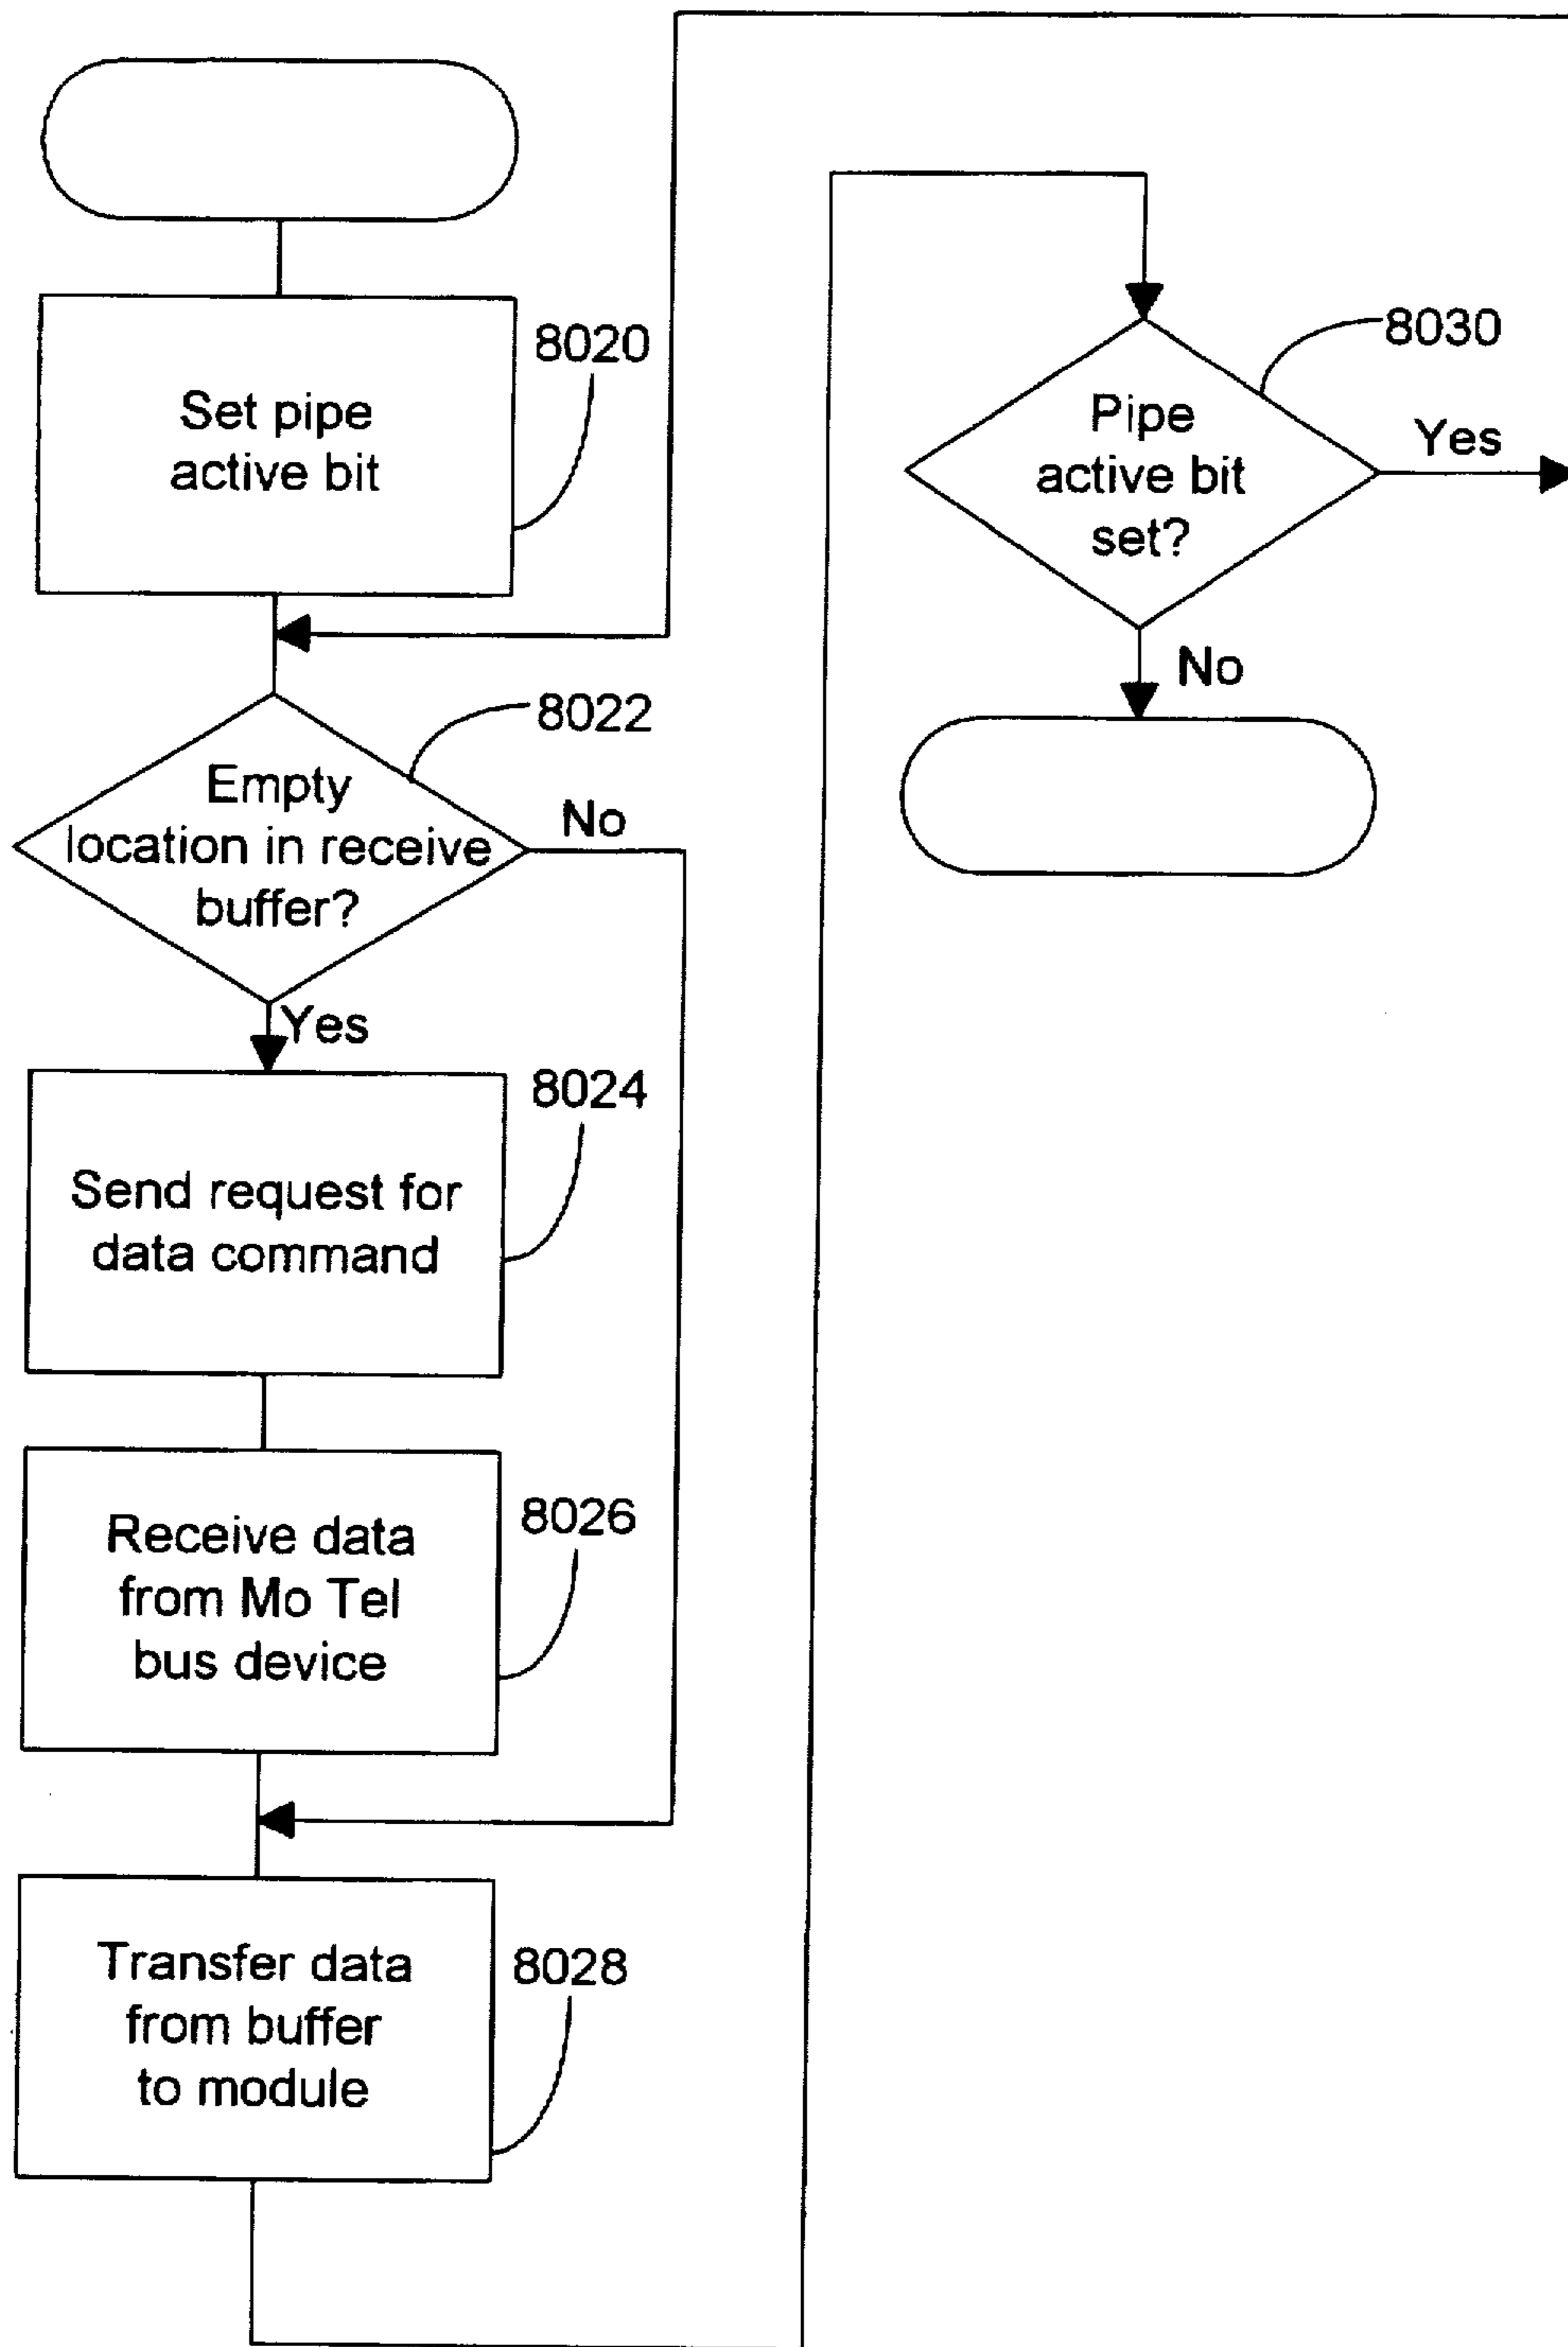 Set pipe
active bit
8020
Empty
location in receive
buffer?
8022
No
Yes
Send request for
data command
8024
Receive data
from Mo Tel
bus device
8026
Transfer data
from buffer
to module
8028
Pipe
active bit
set?
8030
Yes
No